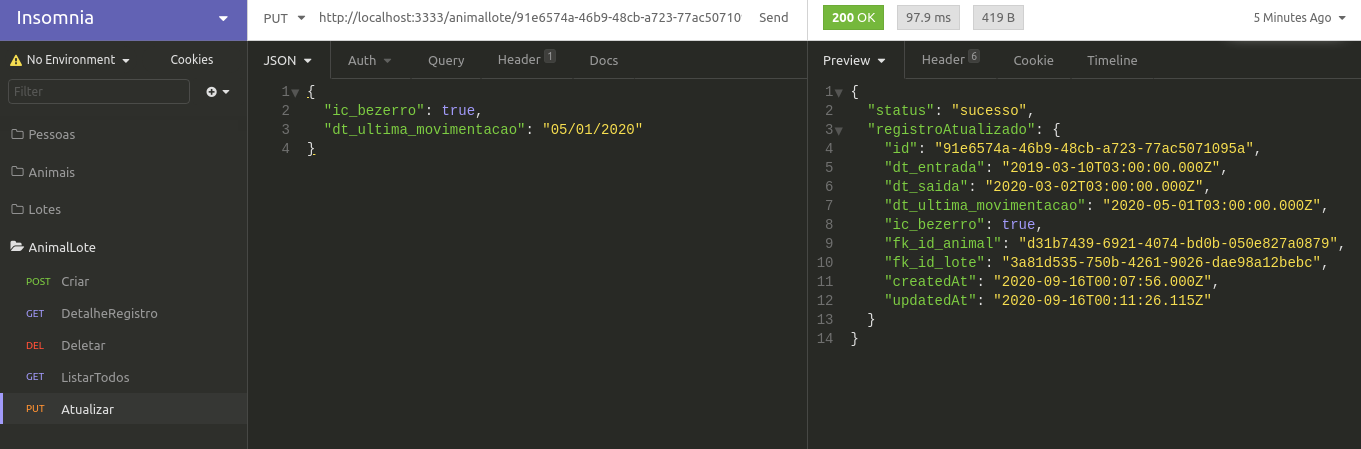 Insomnia
PUT http://localhost:3333/animallote/91e6574a-46b9-48cb-a723-77ac50710 Send
200 OK 97.9 ms 419 B 5 Minutes Ago
No Environment Cookies
Filter
Pessoas
Animais
Lotes
AnimalLote
POST Criar
GET DetalheRegistro
DEL Deletar
GET ListarTodos
PUT Atualizar
JSON Auth Query Header 1 Docs
1 {
2 "ic_bezerro": true,
3 "dt_ultima_movimentacao": "05/01/2020"
4 }
Preview Header 6 Cookie Timeline
1 {
2 "status": "sucesso",
3 "registroAtualizado": {
4 "id": "91e6574a-46b9-48cb-a723-77ac5071095a",
5 "dt_entrada": "2019-03-10T03:00:00.000Z",
6 "dt_saida": "2020-03-02T03:00:00.000Z",
7 "dt_ultima_movimentacao": "2020-05-01T03:00:00.000Z",
8 "ic_bezerro": true,
9 "fk_id_animal": "d31b7439-6921-4074-bd0b-050e827a0879",
10 "fk_id_lote": "3a81d535-750b-4261-9026-dae98a12bebc",
11 "createdAt": "2020-09-16T00:07:56.000Z",
12 "updatedAt": "2020-09-16T00:11:26.115Z"
13 }
14 }